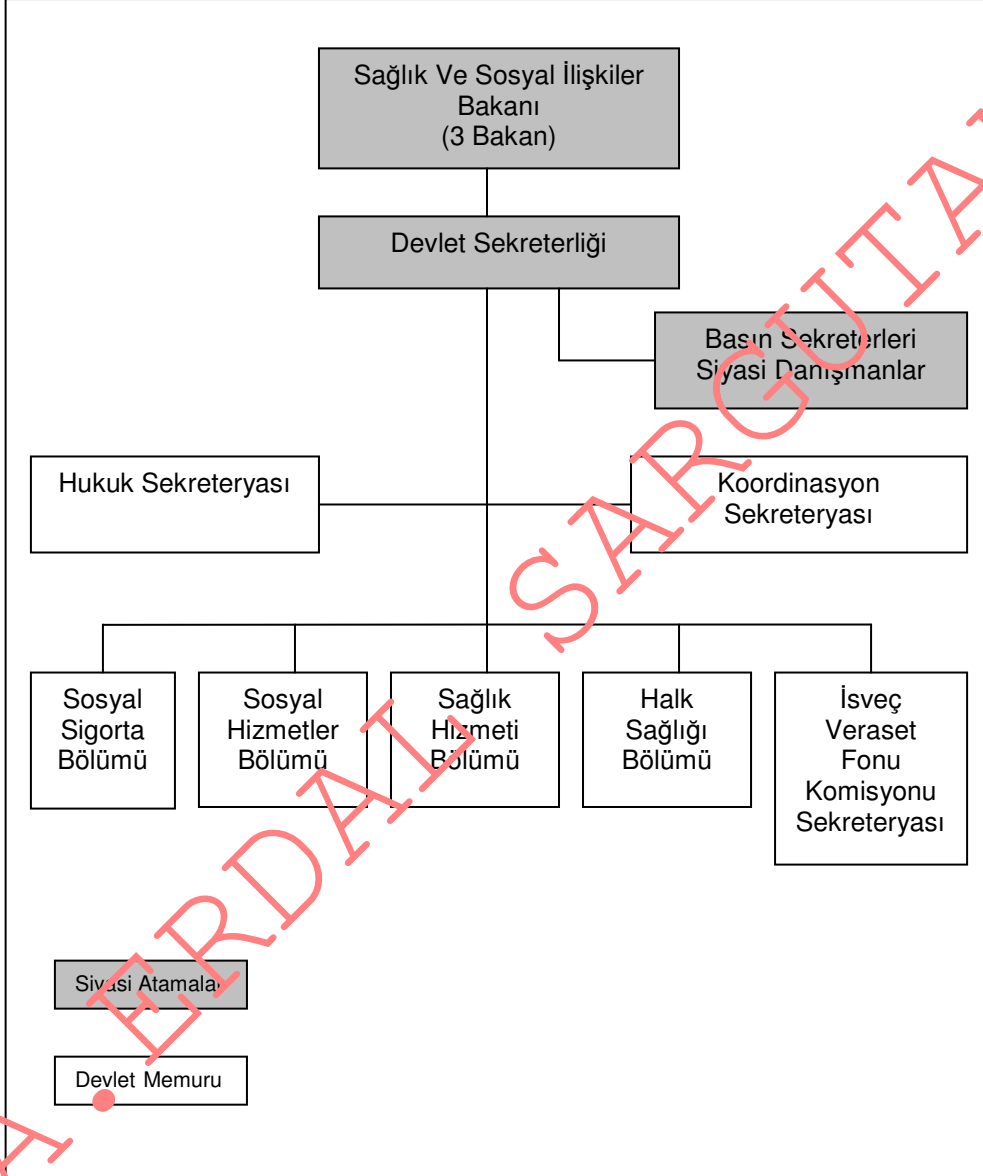 Sağlık Ve Sosyal İlişkiler
Bakanı
(3 Bakan)
Devlet Sekreterliği
Basın Sekreterleri
Siyasi Danışmanlar
Hukuk Sekreteryası
Koordinasyon
Sekreteryası
Sosyal
Sigorta
Bölümü
Sosyal
Hizmetler
Bölümü
Sağlık
Hizmeti
Bölümü
Halk
Sağlığı
Bölümü
İsveç
Veraset
Fonu
Komisyonu
Sekreteryası
Siyasi Atamalar
Devlet Memuru
A. ERDAL SARGUTA